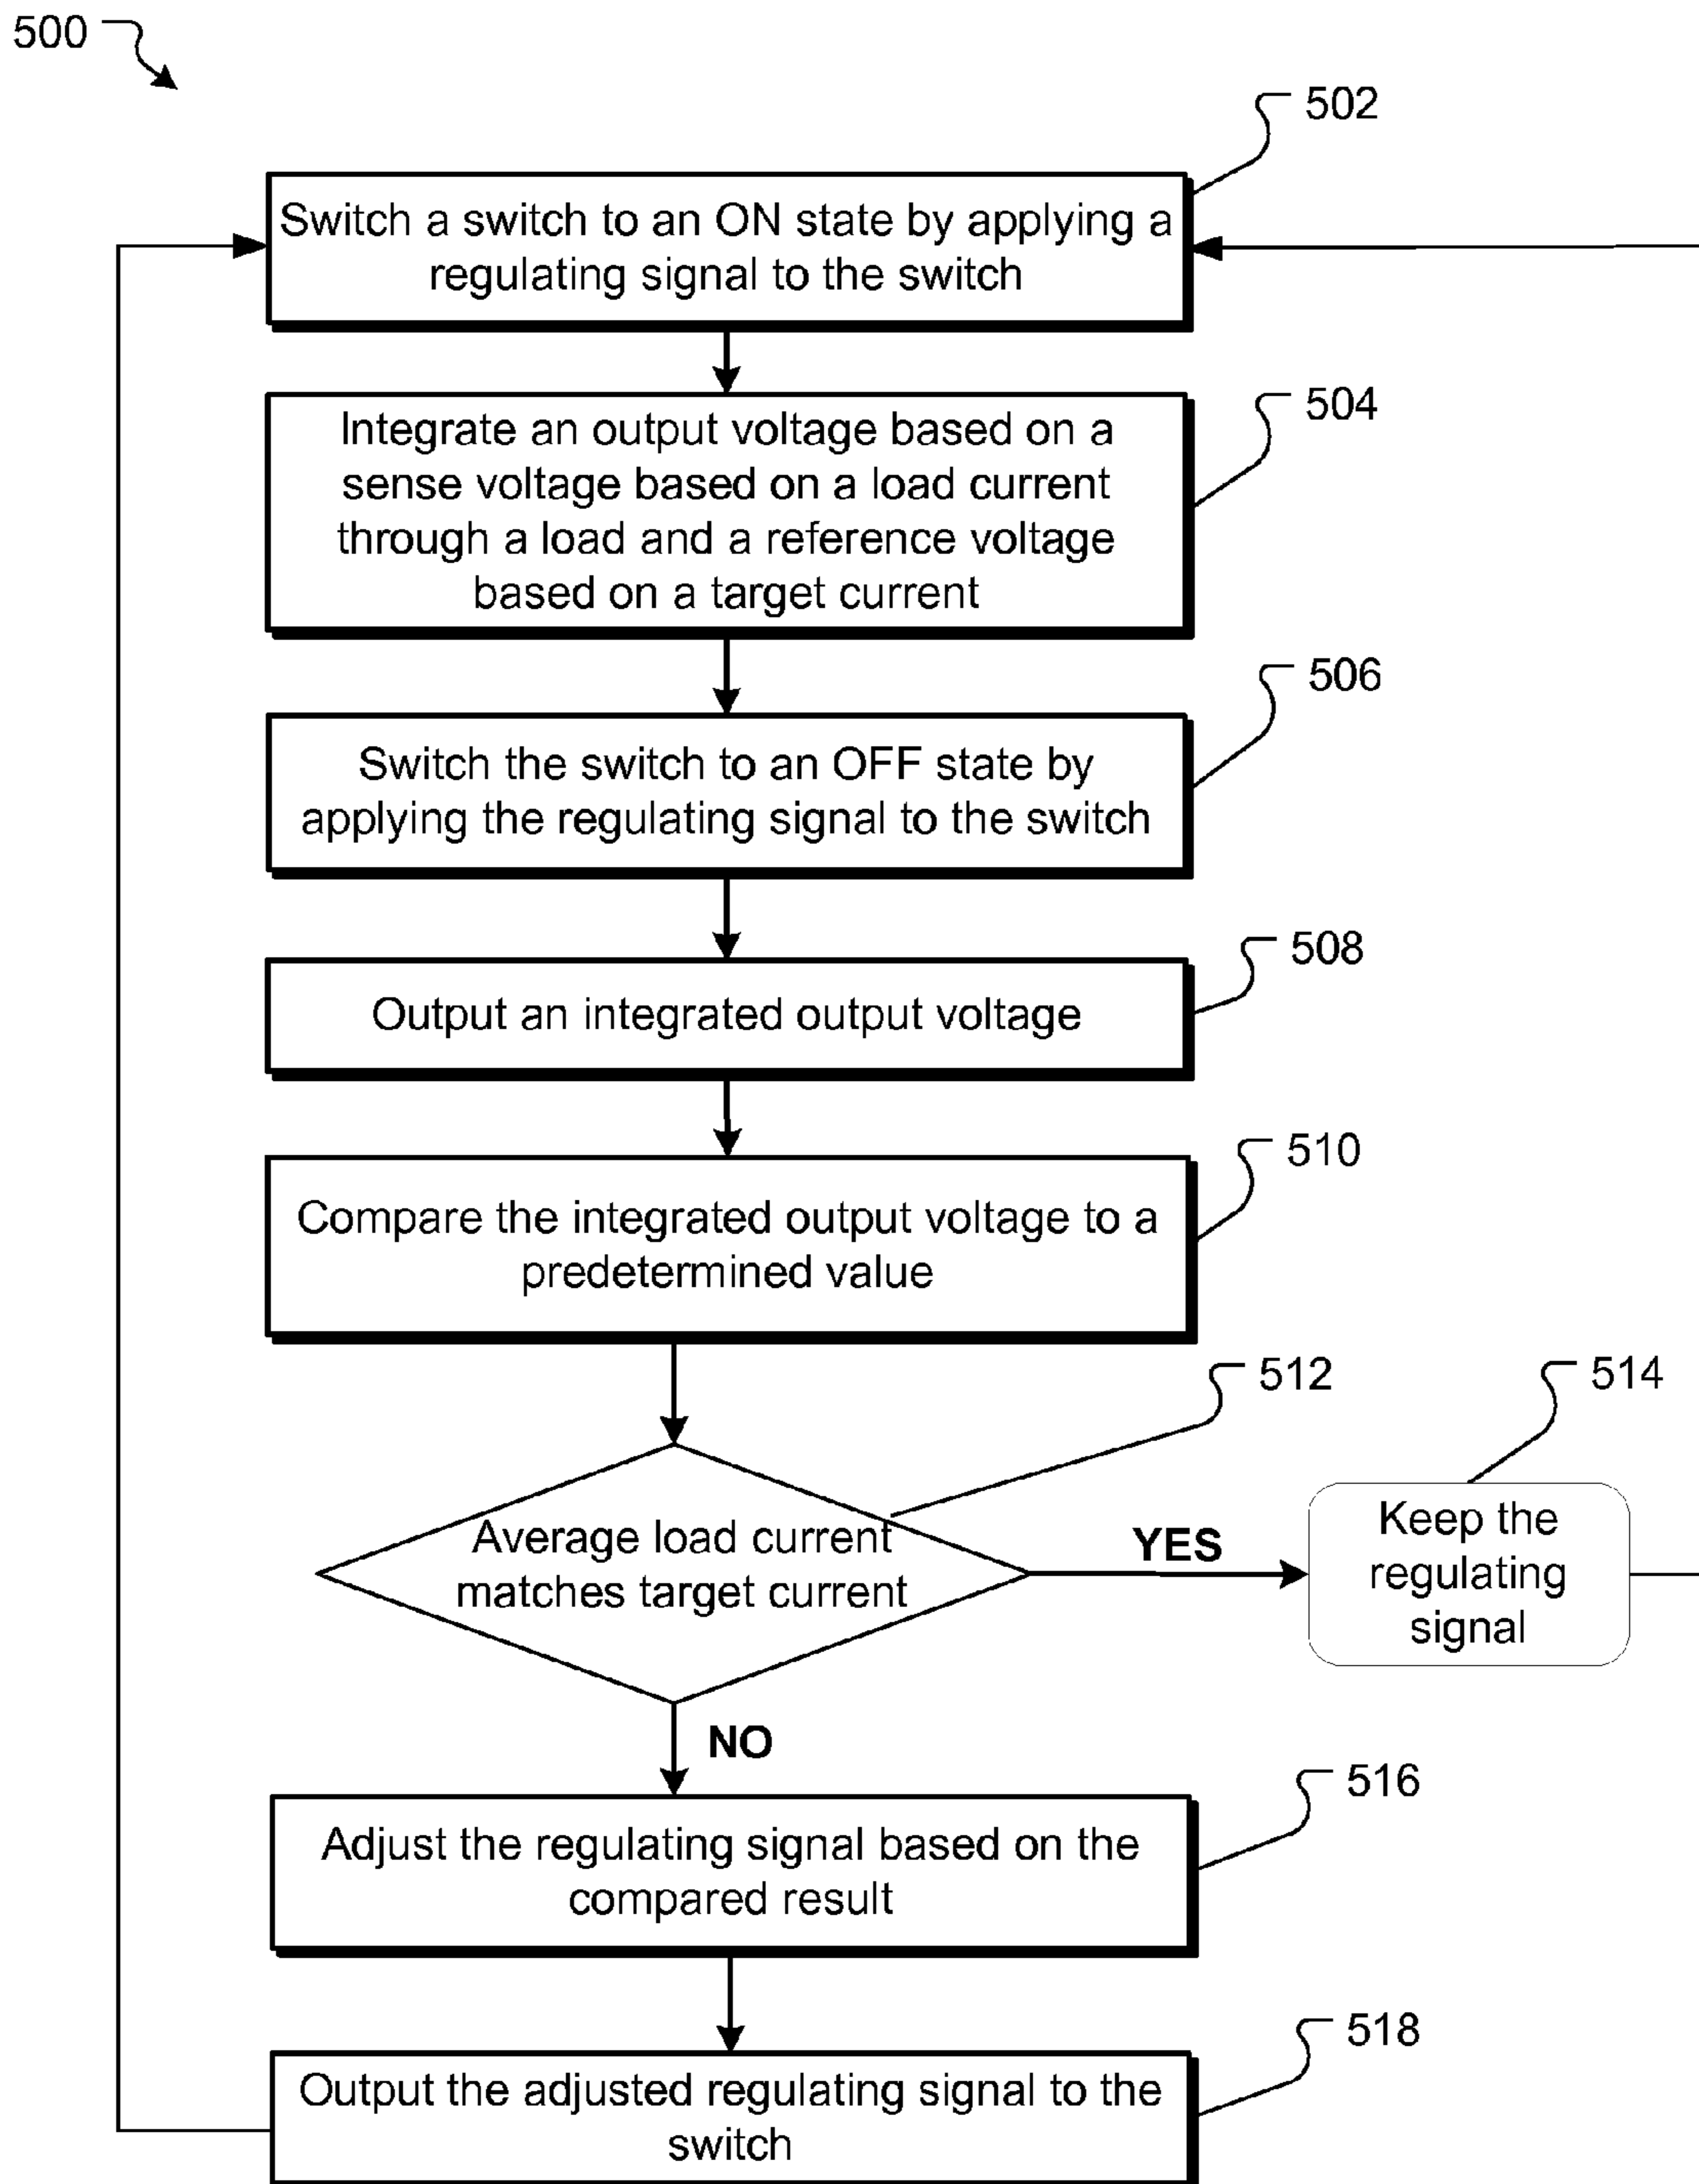 500
502
Switch a switch to an ON state by applying a
regulating signal to the switch
504
Integrate an output voltage based on a
sense voltage based on a load current
through a load and a reference voltage
based on a target current
506
Switch the switch to an OFF state by
applying the regulating signal to the switch
508
Output an integrated output voltage
510
Compare the integrated output voltage to a
predetermined value
512
Average load current
matches target current
YES
514
Keep the
regulating
signal
NO
516
Adjust the regulating signal based on the
compared result
518
Output the adjusted regulating signal to the
switch